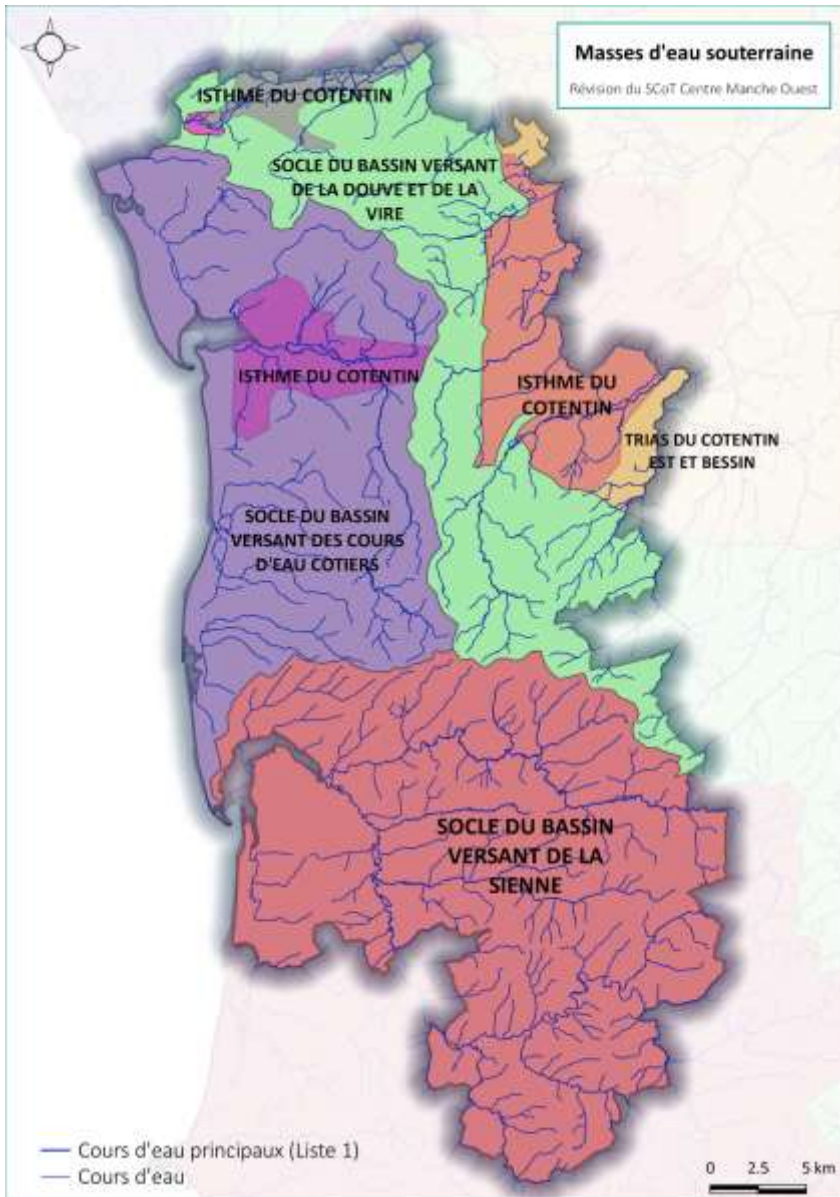 Masses d'eau souterraine
Révision du SCoT Centre Manche Ouest
ISTHME DU COTENTIN
SOCLE DU BASSIN VERSANT
DE LA DOUVE ET DE LA
VIRE
ISTHME DU COTENTIN
ISTHME DU
COTENTIN
TRIAS DU COTENTIN
EST ET BESSIN
SOCLE DU BASSIN
VERSANT DES COURS
D'EAU COTIERS
SOCLE DU BASSIN
VERSANT DE LA
SIENNE
Cours d'eau principaux (Liste 1)
Cours d'eau
0 2.5 5 km